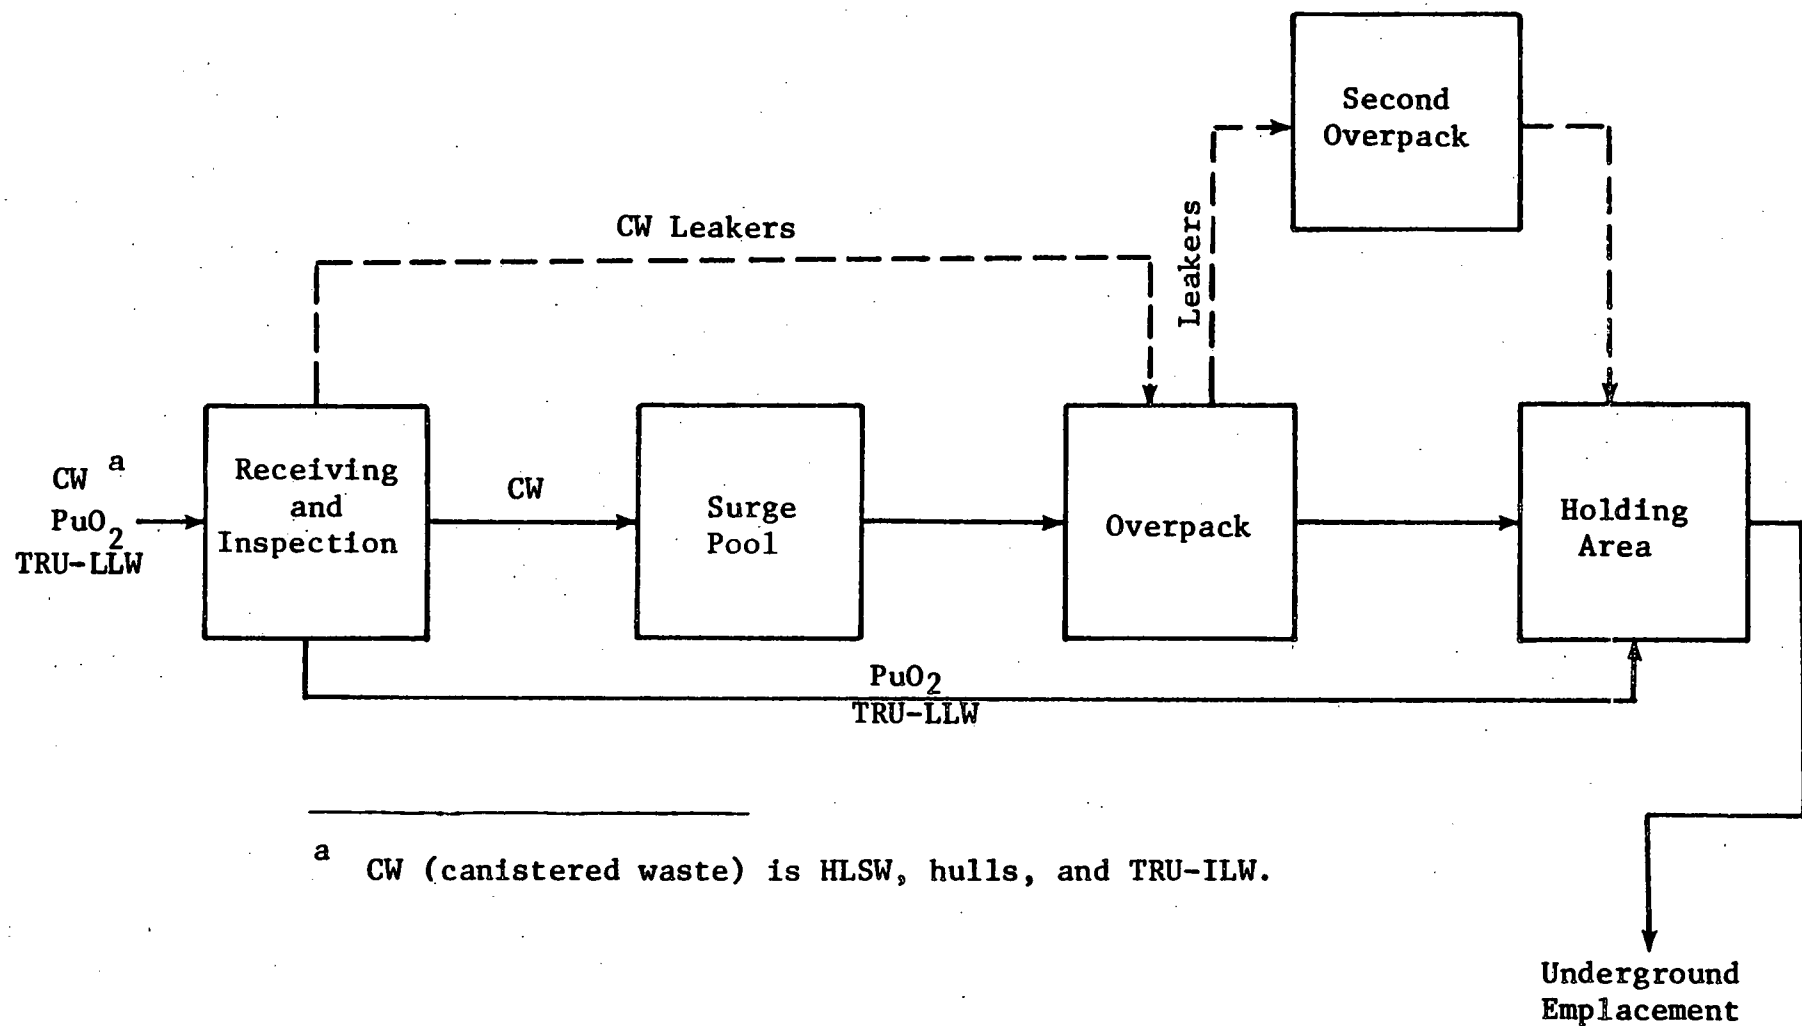 Second
Overpack
CW Leakers
Leakers
CW a
PuO2
TRU-LLW
Receiving
and
Inspection
CW
Surge
Pool
Overpack
Holding
Area
PuO2
TRU-LLW
a CW (canistered waste) is HLSW, hulls, and TRU-ILW.
Underground
Emplacement